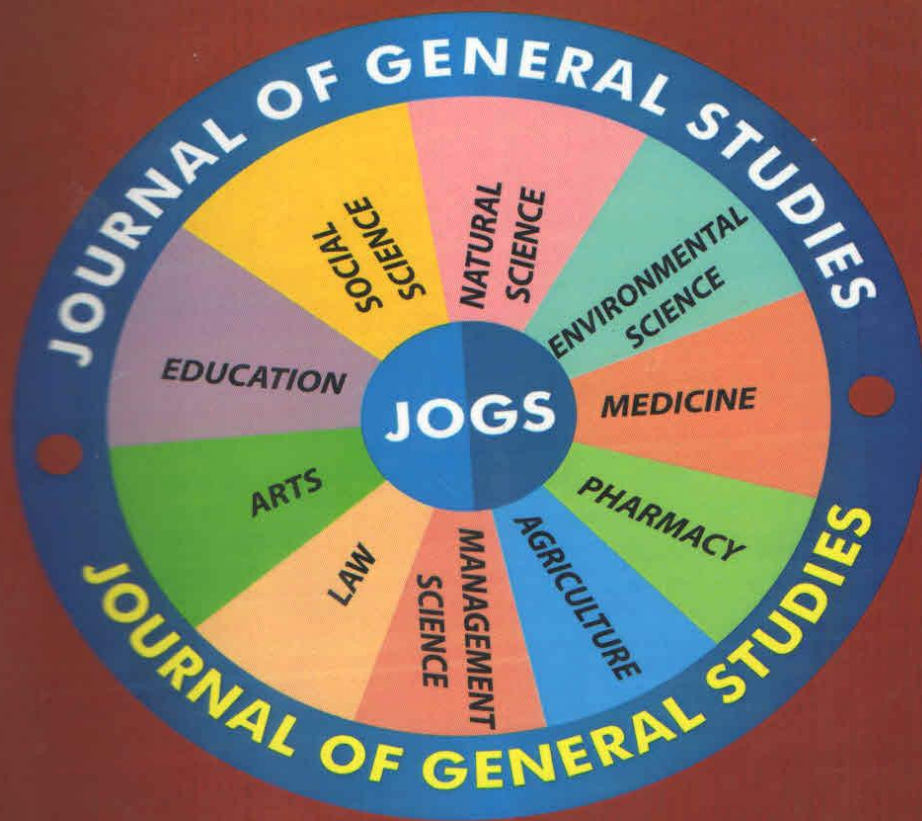 JOURNAL OF GENERAL STUDIES
NATURAL
SCIENCE
ENVIRONMENTAL
SCIENCE
MEDICINE
PHARMACY
AGRICULTURE
MANAGEMENT
SCIENCE
LAW
ARTS
EDUCATION
SOCIAL
SCIENCE
JOGS
JOURNAL OF GENERAL STUDIES